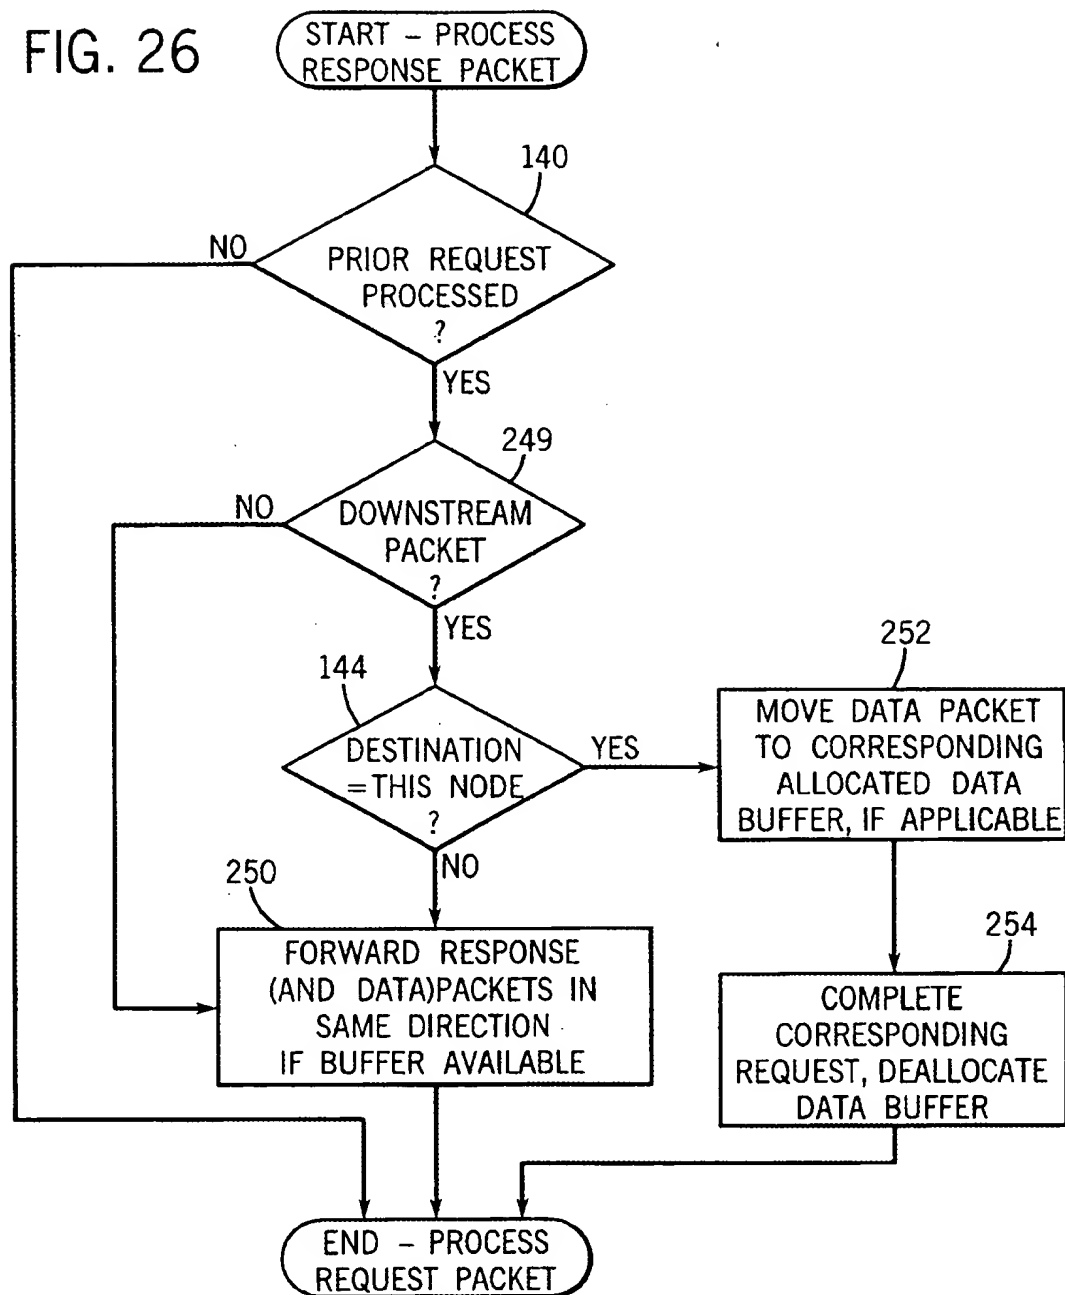 FIG. 26
START – PROCESS
RESPONSE PACKET
140
NO
PRIOR REQUEST
PROCESSED
?
YES
249
NO
DOWNSTREAM
PACKET
?
YES
144
DESTINATION
=THIS NODE
?
YES
NO
252
MOVE DATA PACKET
TO CORRESPONDING
ALLOCATED DATA
BUFFER, IF APPLICABLE
250
FORWARD RESPONSE
(AND DATA)PACKETS IN
SAME DIRECTION
IF BUFFER AVAILABLE
254
COMPLETE
CORRESPONDING
REQUEST, DEALLOCATE
DATA BUFFER
END – PROCESS
REQUEST PACKET